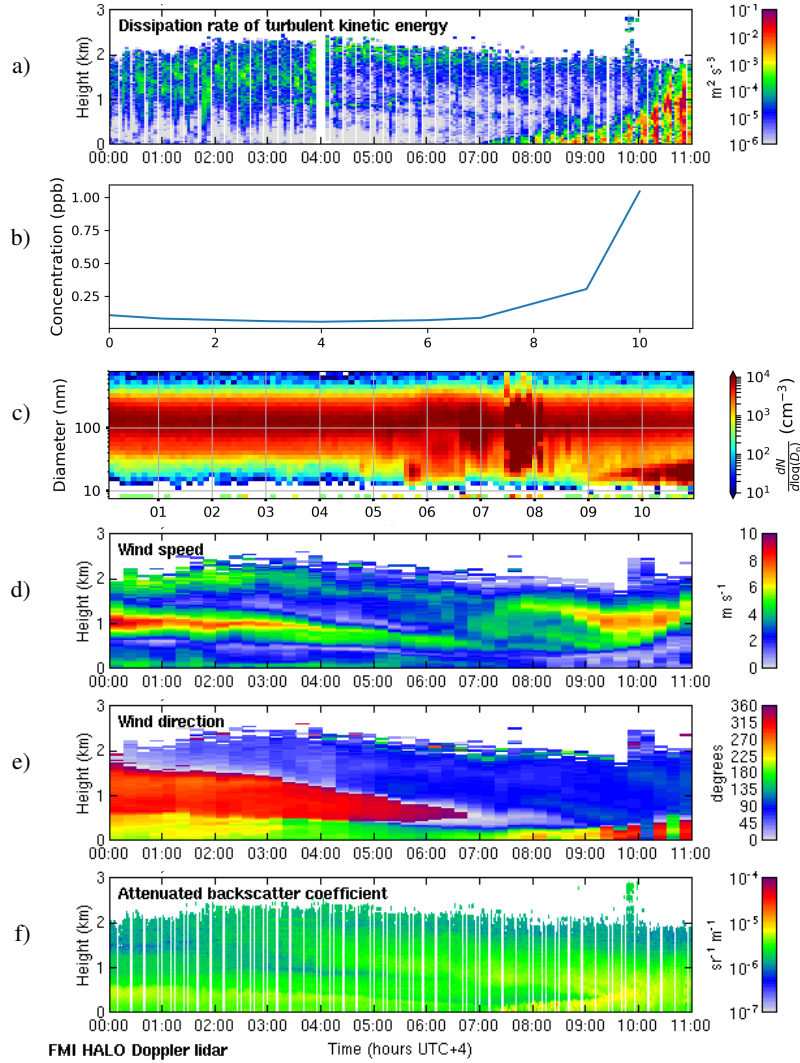 a)
Dissipation rate of turbulent kinetic energy
Height (km)
3
2
1
0
00:00 01:00 02:00 03:00 04:00 05:00 06:00 07:00 08:00 09:00 10:00 11:00
10⁻¹
10⁻²
10⁻³
10⁻⁴
10⁻⁵
10⁻⁶
m² s⁻³
b)
Concentration (ppb)
1.00
0.75
0.50
0.25
0 2 4 6 8 10
c)
Diameter (nm)
100
10
01 02 03 04 05 06 07 08 09 10
10⁴
10³
10²
10¹
dN/dlog(Dₚ) (cm⁻³)
d)
Wind speed
Height (km)
3
2
1
0
00:00 01:00 02:00 03:00 04:00 05:00 06:00 07:00 08:00 09:00 10:00 11:00
10
8
6
4
2
0
m s⁻¹
e)
Wind direction
Height (km)
3
2
1
0
00:00 01:00 02:00 03:00 04:00 05:00 06:00 07:00 08:00 09:00 10:00 11:00
360
315
270
225
180
135
90
45
0
degrees
f)
Attenuated backscatter coefficient
Height (km)
3
2
1
0
00:00 01:00 02:00 03:00 04:00 05:00 06:00 07:00 08:00 09:00 10:00 11:00
10⁻⁴
10⁻⁵
10⁻⁶
10⁻⁷
sr⁻¹ m⁻¹
FMI HALO Doppler lidar
Time (hours UTC+4)